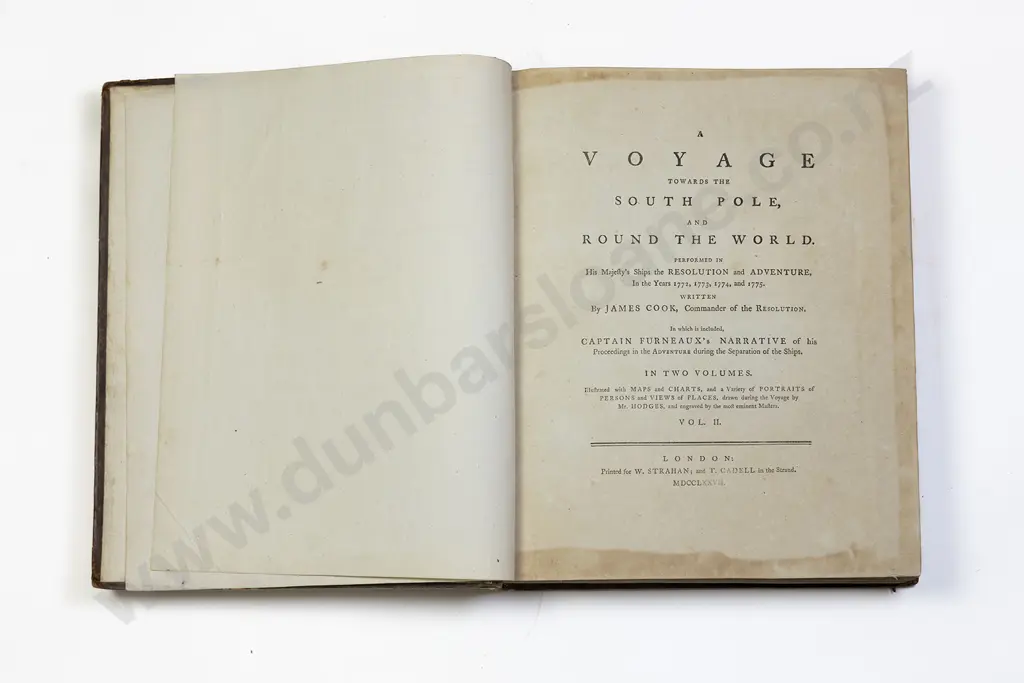 A
VOYAGE
TOWARDS THE
SOUTH POLE,
AND
ROUND THE WORLD.
PERFORMED IN
His Majesty's Ships the RESOLUTION and ADVENTURE,
In the Years 1772, 1773, 1774, and 1775.
WRITTEN
By JAMES COOK, Commander of the RESOLUTION.
In which is included,
CAPTAIN FURNEAUX's NARRATIVE of his
Proceedings in the ADVENTURE during the Separation of the Ships.
IN TWO VOLUMES.
Illustrated with MAPS and CHARTS, and a Variety of PORTRAITS of
PERSONS and VIEWS of PLACES, drawn during the Voyage by
Mr. HODGES, and engraved by the most eminent Masters.
VOL. II.
LONDON:
Printed for W. STRAHAN; and T. CADELL in the Strand.
MDCCLXXVII.
www.dunbarsloane.co.nz